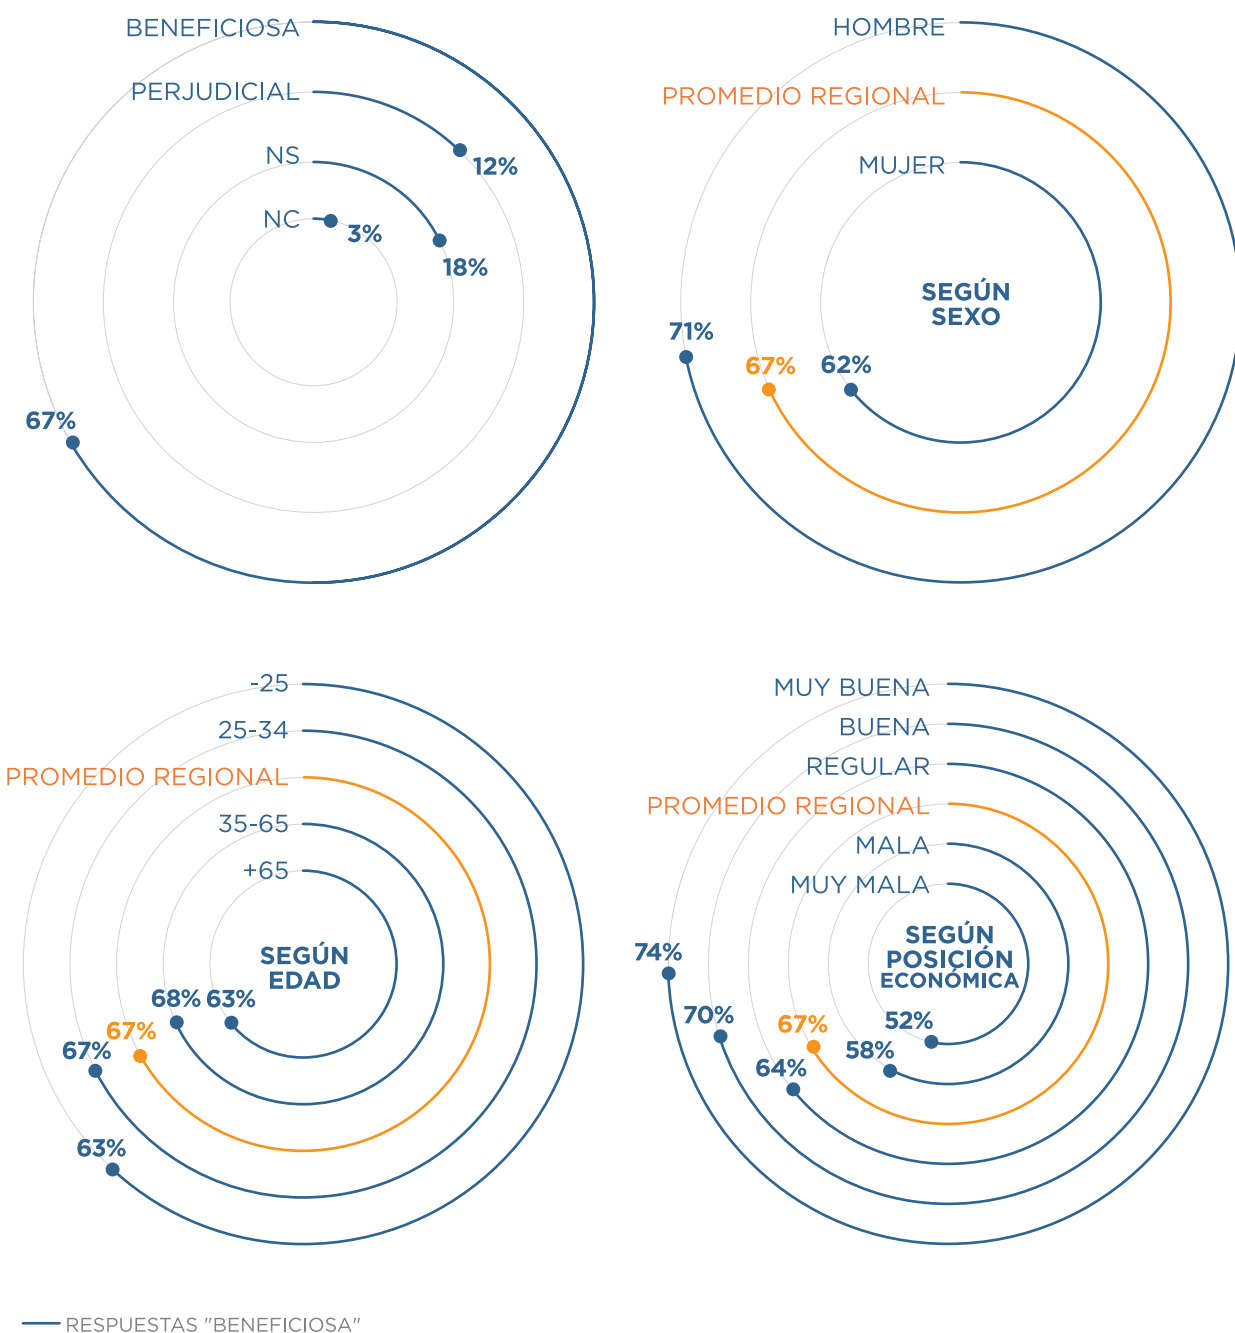 BENEFICIOSA
PERJUDICIAL
NS
NC
12%
3%
18%
67%
HOMBRE
PROMEDIO REGIONAL
MUJER
SEGÚN
SEXO
71%
67%
62%
-25
25-34
PROMEDIO REGIONAL
35-65
+65
SEGÚN
EDAD
68%
63%
67%
67%
63%
MUY BUENA
BUENA
REGULAR
PROMEDIO REGIONAL
MALA
MUY MALA
SEGÚN
POSICIÓN
ECONÓMICA
74%
70%
67%
52%
58%
64%
RESPUESTAS "BENEFICIOSA"